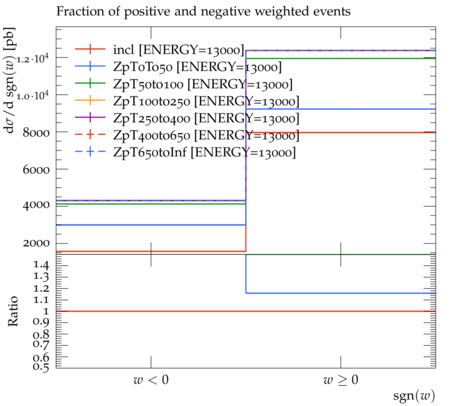 Fraction of positive and negative weighted events
dσ/d sgn(w) [pb]
incl [ENERGY=13000]
ZpT0To50 [ENERGY=13000]
ZpT50to100 [ENERGY=13000]
ZpT100to250 [ENERGY=13000]
ZpT250to400 [ENERGY=13000]
ZpT400to650 [ENERGY=13000]
ZpT650toInf [ENERGY=13000]
1.2·10⁴
1.0·10⁴
8000
6000
4000
2000
Ratio
1.4
1.3
1.2
1.1
1
0.9
0.8
0.7
0.6
0.5
w < 0
w ≥ 0
sgn(w)